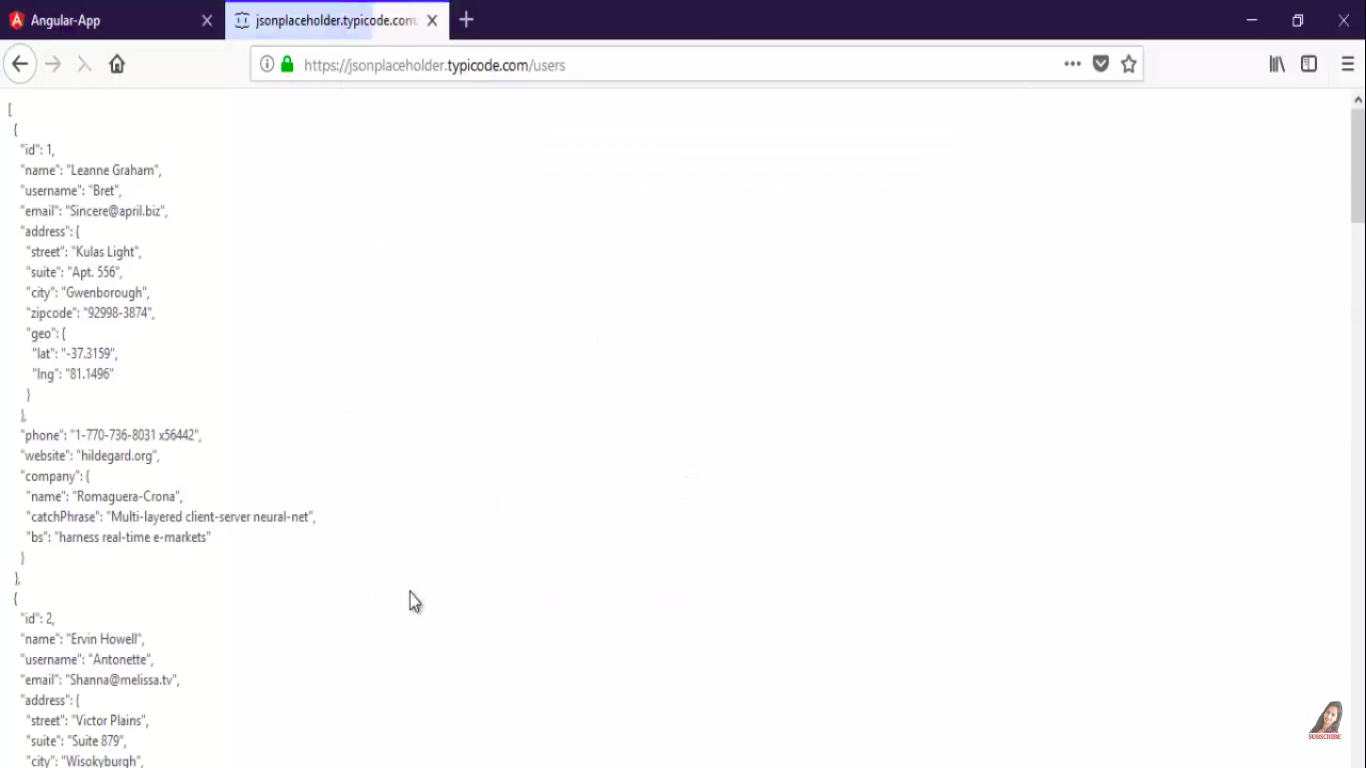 Angular-App
jsonplaceholder.typicode.com
https://jsonplaceholder.typicode.com/users
[
{
"id": 1,
"name": "Leanne Graham",
"username": "Bret",
"email": "Sincere@april.biz",
"address": {
"street": "Kulas Light",
"suite": "Apt. 556",
"city": "Gwenborough",
"zipcode": "92998-3874",
"geo": {
"lat": "-37.3159",
"lng": "81.1496"
}
},
"phone": "1-770-736-8031 x56442",
"website": "hildegard.org",
"company": {
"name": "Romaguera-Crona",
"catchPhrase": "Multi-layered client-server neural-net",
"bs": "harness real-time e-markets"
}
},
{
"id": 2,
"name": "Ervin Howell",
"username": "Antonette",
"email": "Shanna@melissa.tv",
"address": {
"street": "Victor Plains",
"suite": "Suite 879",
"city": "Wisokyburgh",
SUBSCRIBE